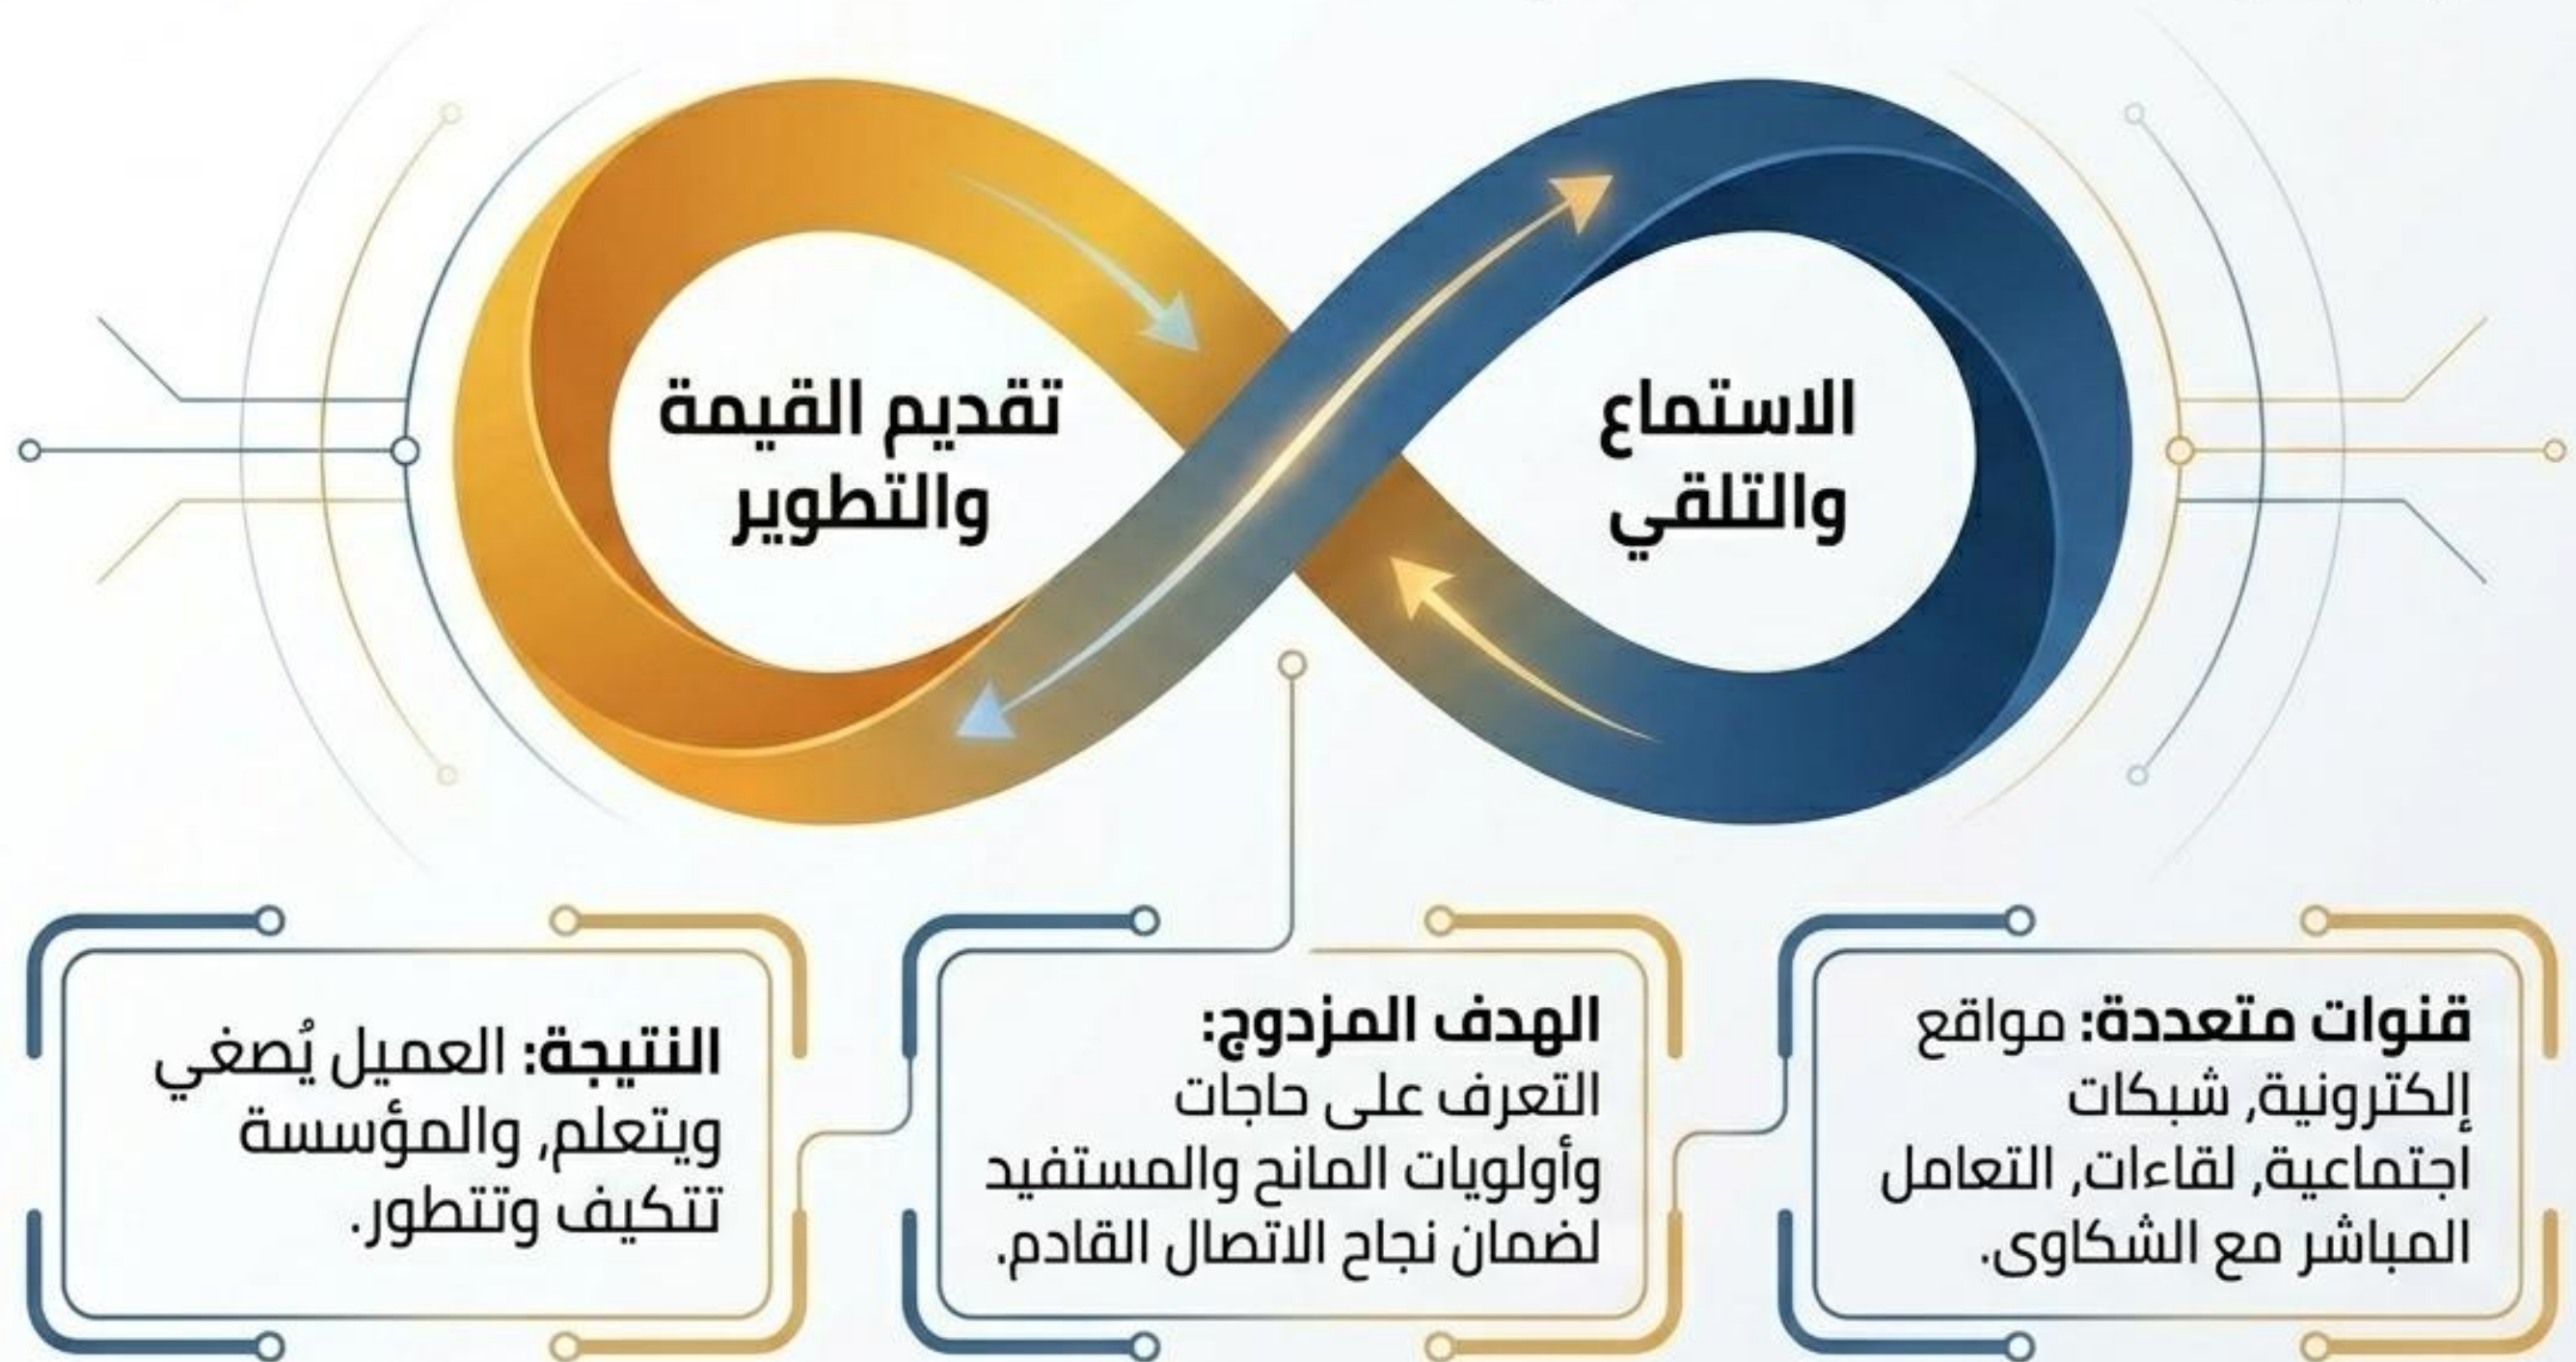 الاستماع
والتلقي
تقديم القيمة
والتطوير
قنوات متعددة: مواقع
إلكترونية, شبكات
اجتماعية, لقاءات, التعامل
المباشر مع الشكاوى.
الهدف المزدوج:
التعرف على حاجات
وأولويات المانح والمستفيد
لضمان نجاح الاتصال القادم.
النتيجة: العميل يُصغي
ويتعلم, والمؤسسة
تتكيف وتتطور.